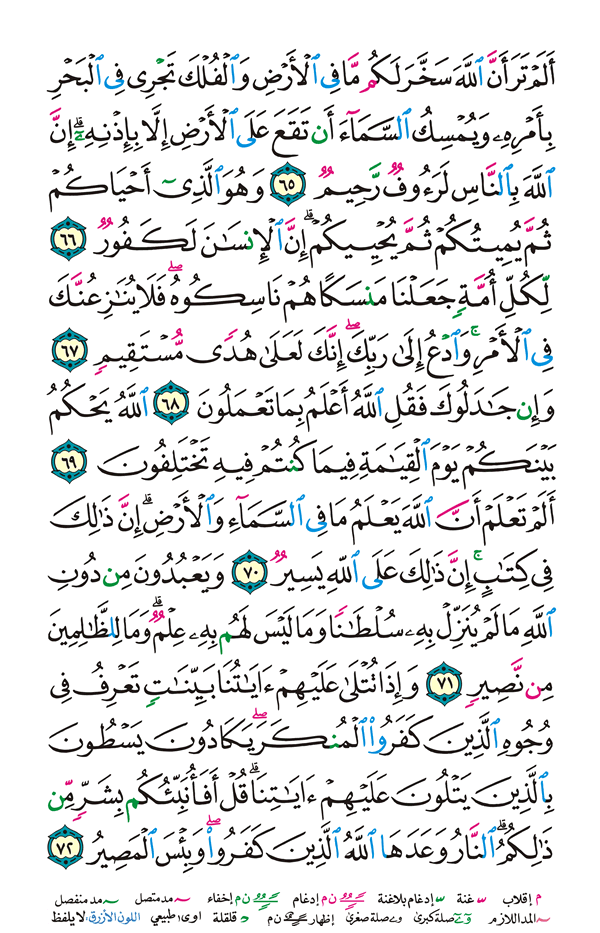 أَلَمْ تَرَ أَنَّ ٱللَّهَ سَخَّرَ لَكُم مَّا فِى ٱلْأَرْضِ وَٱلْفُلْكَ تَجْرِى فِى ٱلْبَحْرِ
بِأَمْرِهِۦ وَيُمْسِكُ ٱلسَّمَآءَ أَن تَقَعَ عَلَى ٱلْأَرْضِ إِلَّا بِإِذْنِهِۦٓ ۗ إِنَّ
ٱللَّهَ بِٱلنَّاسِ لَرَءُوفٌ رَّحِيمٌ ٦٥ وَهُوَ ٱلَّذِىٓ أَحْيَاكُمْ
ثُمَّ يُمِيتُكُمْ ثُمَّ يُحْيِيكُمْ ۗ إِنَّ ٱلْإِنسَـٰنَ لَكَفُورٌ ٦٦
لِّكُلِّ أُمَّةٍ جَعَلْنَا مَنسَكًا هُمْ نَاسِكُوهُ ۖ فَلَا يُنَـٰزِعُنَّكَ
فِى ٱلْأَمْرِ ۚ وَٱدْعُ إِلَىٰ رَبِّكَ ۖ إِنَّكَ لَعَلَىٰ هُدًى مُّسْتَقِيمٍ ٦٧
وَإِن جَـٰدَلُوكَ فَقُلِ ٱللَّهُ أَعْلَمُ بِمَا تَعْمَلُونَ ٦٨ ٱللَّهُ يَحْكُمُ
بَيْنَكُمْ يَوْمَ ٱلْقِيَـٰمَةِ فِيمَا كُنتُمْ فِيهِ تَخْتَلِفُونَ ٦٩
أَلَمْ تَعْلَمْ أَنَّ ٱللَّهَ يَعْلَمُ مَا فِى ٱلسَّمَآءِ وَٱلْأَرْضِ ۗ إِنَّ ذَٰلِكَ
فِى كِتَـٰبٍ ۚ إِنَّ ذَٰلِكَ عَلَى ٱللَّهِ يَسِيرٌ ٧٠ وَيَعْبُدُونَ مِن دُونِ
ٱللَّهِ مَا لَمْ يُنَزِّلْ بِهِۦ سُلْطَـٰنًا وَمَا لَيْسَ لَهُم بِهِۦ عِلْمٌ ۗ وَمَا لِلظَّـٰلِمِينَ
مِن نَّصِيرٍ ٧١ وَإِذَا تُتْلَىٰ عَلَيْهِمْ ءَايَـٰتُنَا بَيِّنَـٰتٍ تَعْرِفُ فِى
وُجُوهِ ٱلَّذِينَ كَفَرُوا۟ ٱلْمُنكَرَ ۖ يَكَادُونَ يَسْطُونَ
بِٱلَّذِينَ يَتْلُونَ عَلَيْهِمْ ءَايَـٰتِنَا ۗ قُلْ أَفَأُنَبِّئُكُم بِشَرٍّ مِّن
ذَٰلِكُمُ ۗ ٱلنَّارُ وَعَدَهَا ٱللَّهُ ٱلَّذِينَ كَفَرُوا۟ ۖ وَبِئْسَ ٱلْمَصِيرُ ٧٢
م إقلاب غنة إدغام بلاغنة ن م إدغام ن م إخفاء مد متصل مد منفصل
المد اللازم صلة كبرى صلة صغرى إظهار ن م قلقلة اوى طبيعي اللون الأزرق: لا يلفظ